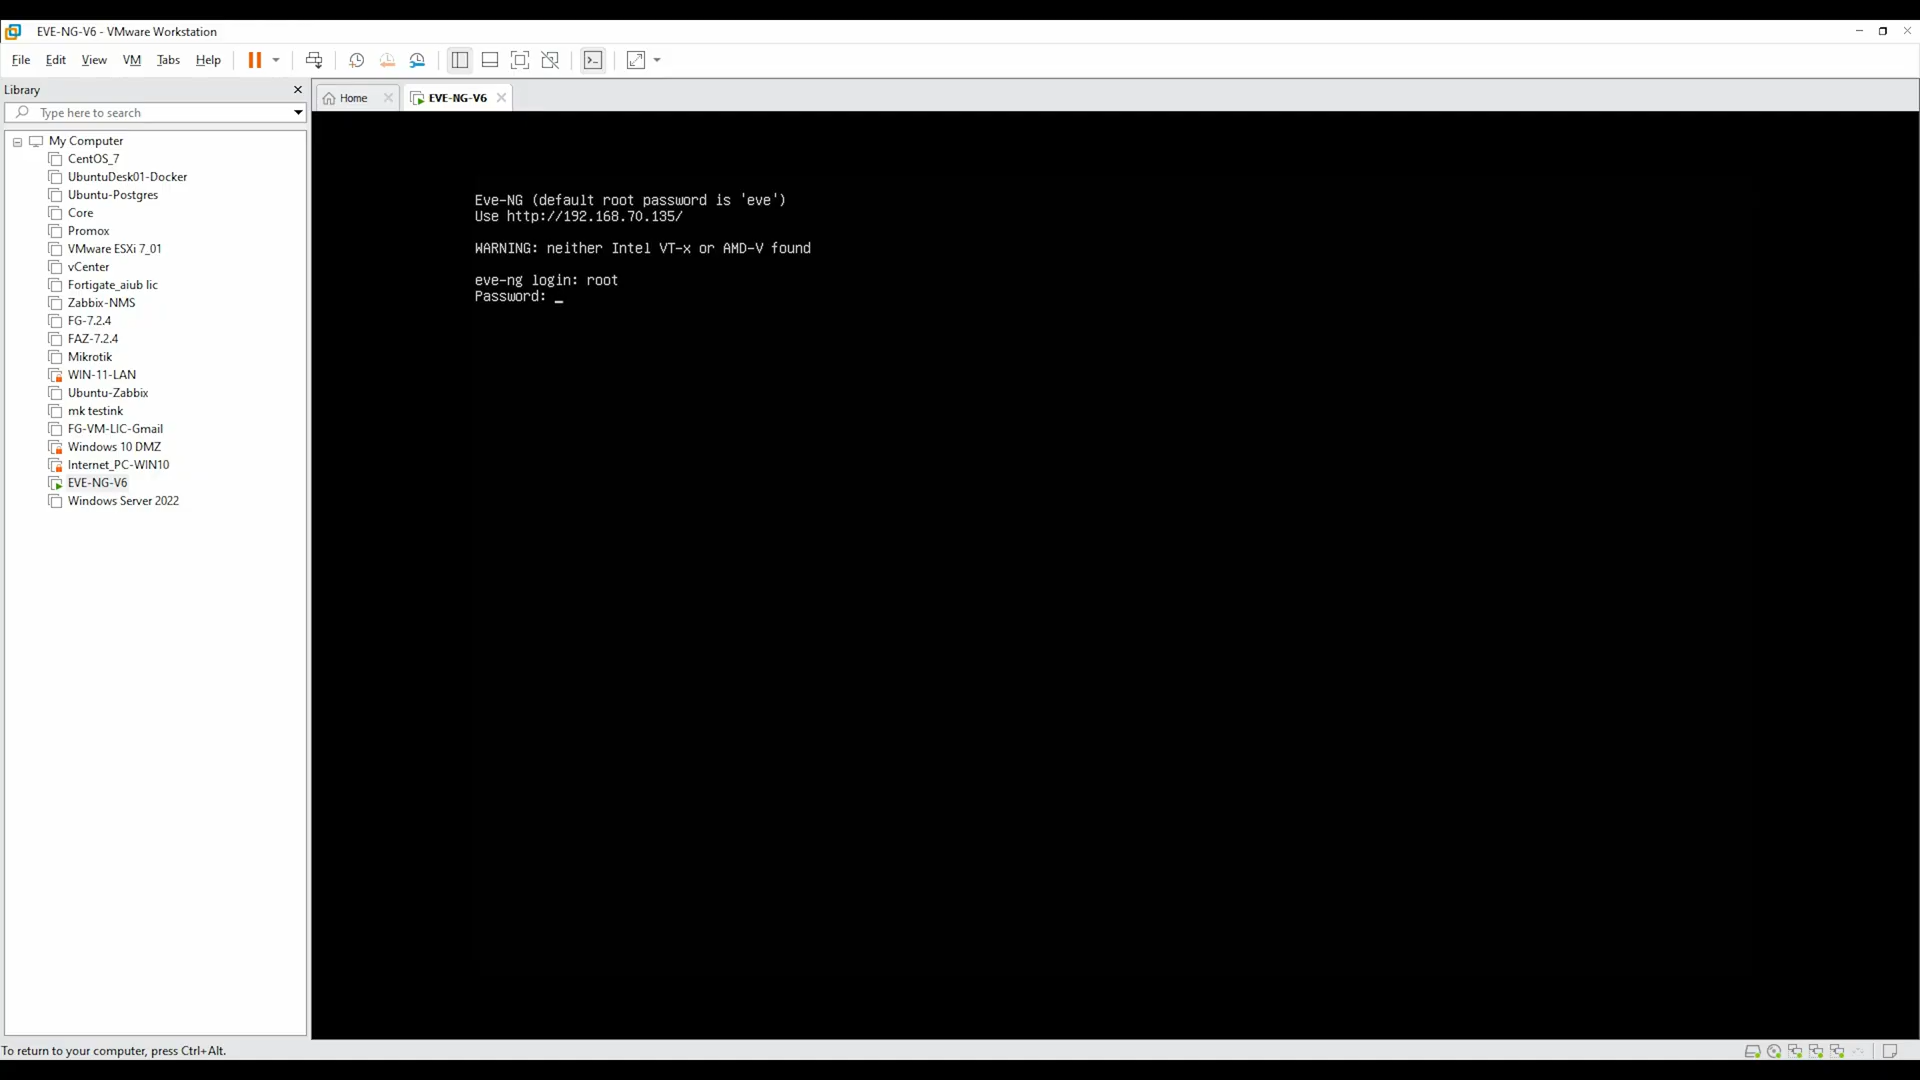 EVE-NG-V6 - VMware Workstation
File Edit View VM Tabs Help
Library
Type here to search
Home
EVE-NG-V6
My Computer
CentOS_7
UbuntuDesk01-Docker
Ubuntu-Postgres
Core
Promox
VMware ESXi 7_01
vCenter
Fortigate_aiub lic
Zabbix-NMS
FG-7.2.4
FAZ-7.2.4
Mikrotik
WIN-11-LAN
Ubuntu-Zabbix
mk testink
FG-VM-LIC-Gmail
Windows 10 DMZ
Internet_PC-WIN10
EVE-NG-V6
Windows Server 2022
Eve-NG (default root password is 'eve')
Use http://192.168.70.135/
WARNING: neither Intel VT-x or AMD-V found
eve-ng login: root
Password: _
To return to your computer, press Ctrl+Alt.